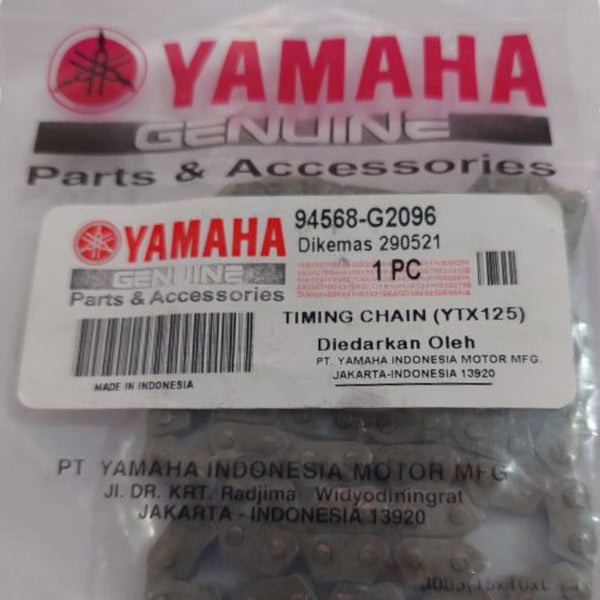 YAMAHA
GENUINE
Parts & Accessories
YAMAHA
GENUINE
Parts & Accessories
94568-G2096
Dikemas 290521
1 PC
TIMING CHAIN (YTX125)
Diedarkan Oleh
PT. YAMAHA INDONESIA MOTOR MFG.
JAKARTA-INDONESIA 13920
MADE IN INDONESIA
PT YAMAHA INDONESIA MOTOR MFG
Jl. DR. KRT. Radjima Widyodiningrat
JAKARTA - INDONESIA 13920